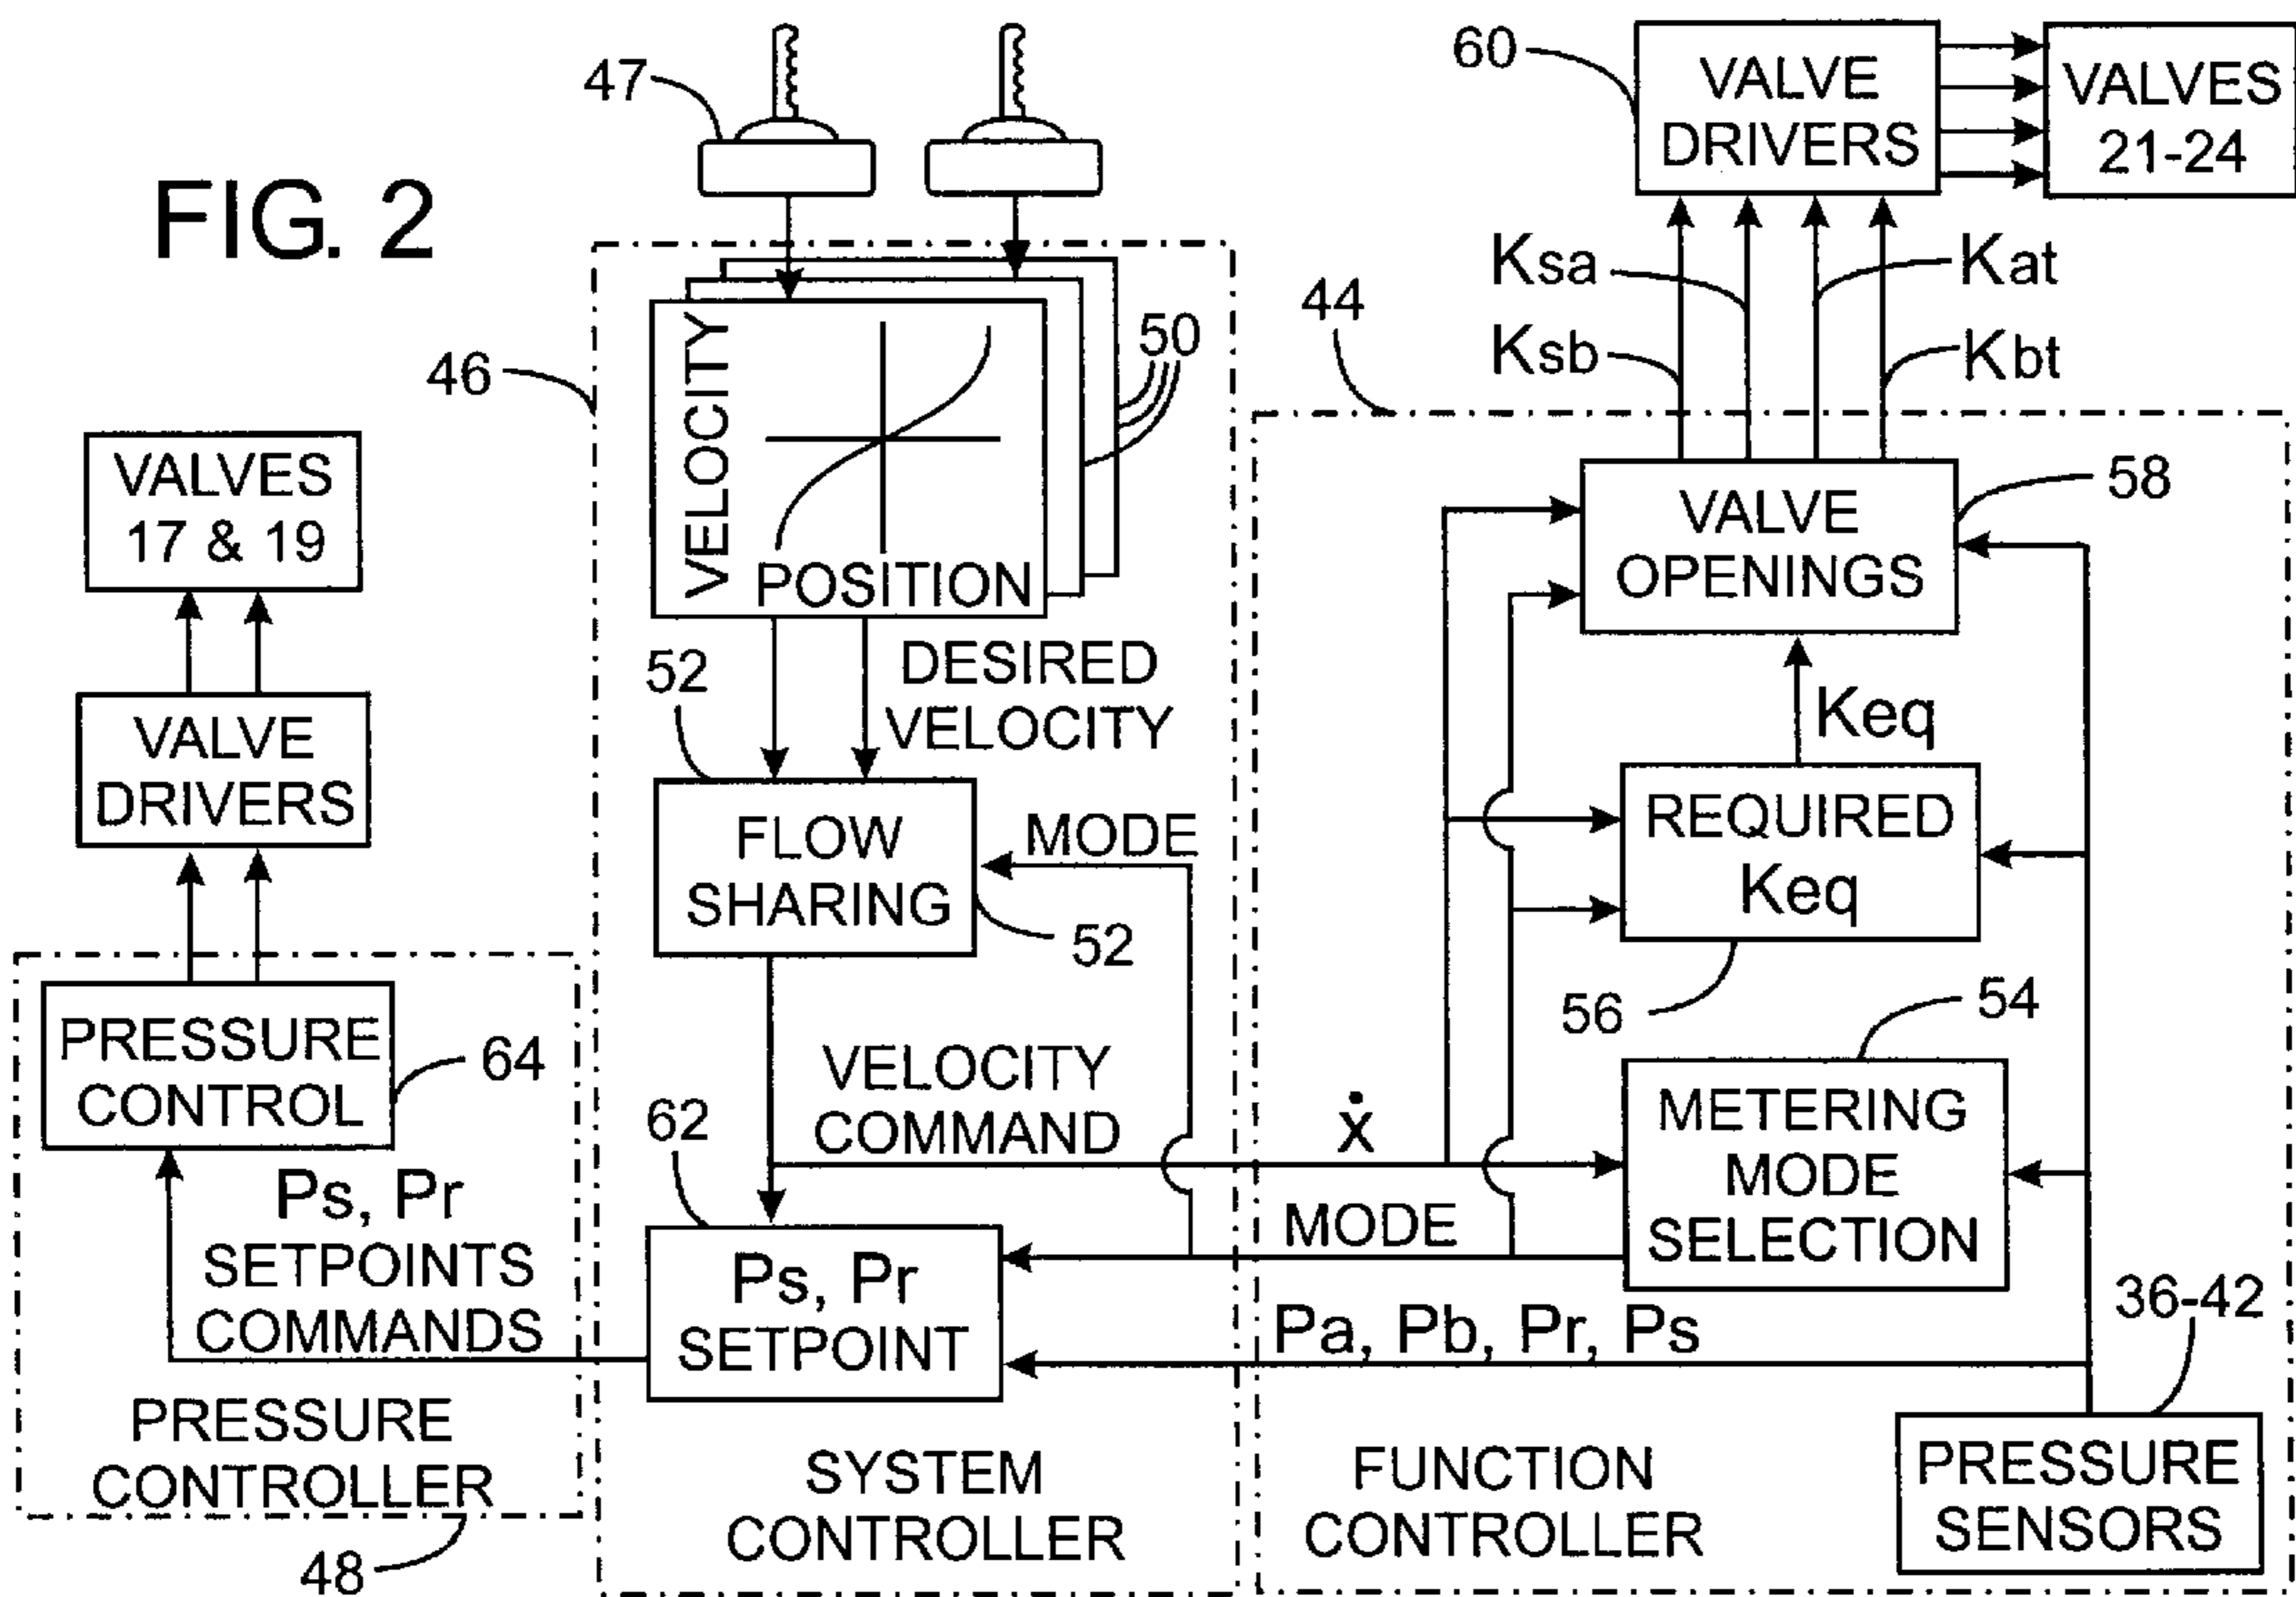 FIG. 2
47
60
VALVE
DRIVERS
VALVES
21-24
Ksa
Kat
Ksb
Kbt
44
46
50
VELOCITY
POSITION
VALVES
17 & 19
VALVE
OPENINGS
58
52
DESIRED
VELOCITY
Keq
VALVE
DRIVERS
FLOW
SHARING
MODE
52
REQUIRED
Keq
56
54
PRESSURE
CONTROL
64
VELOCITY
COMMAND
ẋ
METERING
MODE
SELECTION
62
MODE
Ps, Pr
SETPOINTS
COMMANDS
Ps, Pr
SETPOINT
Pa, Pb, Pr, Ps
36-42
PRESSURE
CONTROLLER
48
SYSTEM
CONTROLLER
FUNCTION
CONTROLLER
PRESSURE
SENSORS